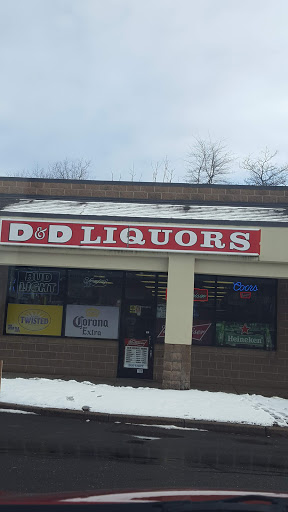 D&D LIQUORS
BUD
LIGHT
Coors
TWISTED
Corona
Extra
Heineken